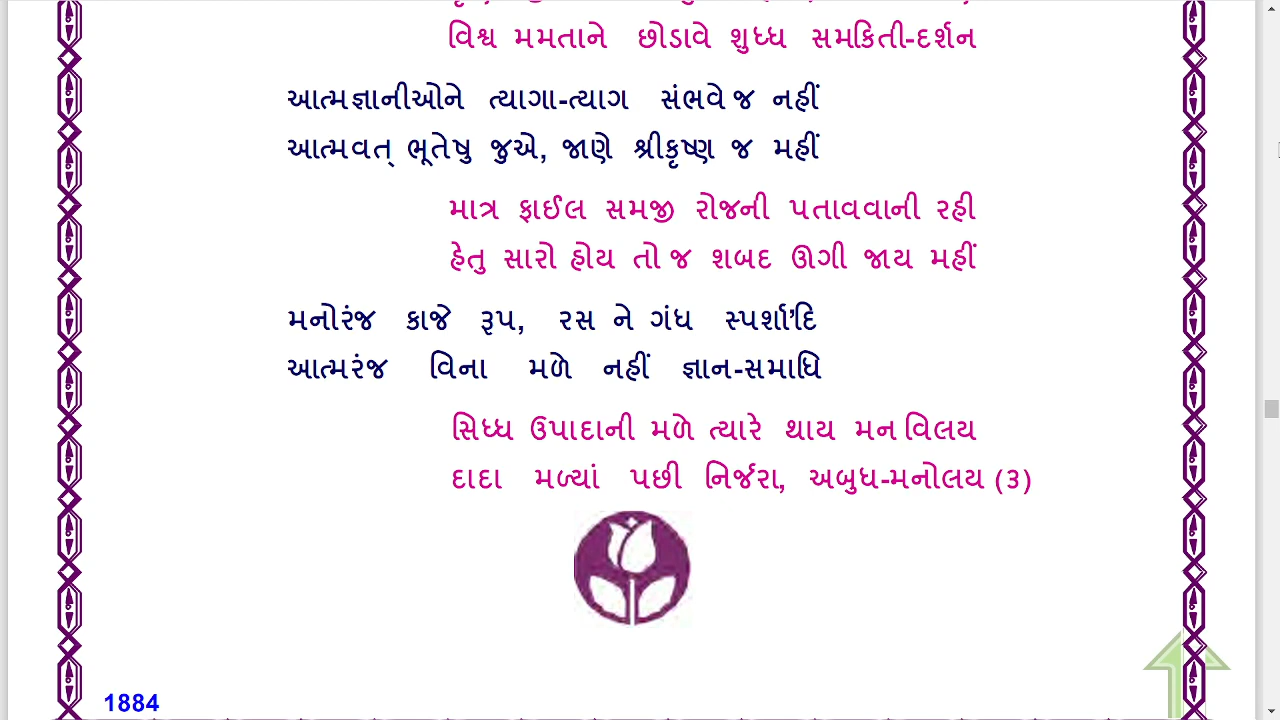 વિશ્વ મમતાને છોડાવે શુધ્ધ સમકિતી-દર્શન
આત્મજ્ઞાનીઓને ત્યાગા-ત્યાગ સંભવે જ નહીં
આત્મવત્ ભૂતેષુ જુએ, જાણે શ્રીકૃષ્ણ જ મહીં
માત્ર ફાઈલ સમજી રોજની પતાવવાની રહી
હેતુ સારો હોય તો જ શબદ ઊગી જાય મહીં
મનોરંજ કાજે રૂપ, રસ ને ગંધ સ્પર્શા’દિ
આત્મરંજ વિના મળે નહીં જ્ઞાન-સમાધિ
સિધ્ધ ઉપાદાની મળે ત્યારે થાય મન વિલય
દાદા મળ્યાં પછી નિર્જરા, અબુધ-મનોલય (૩)
1884